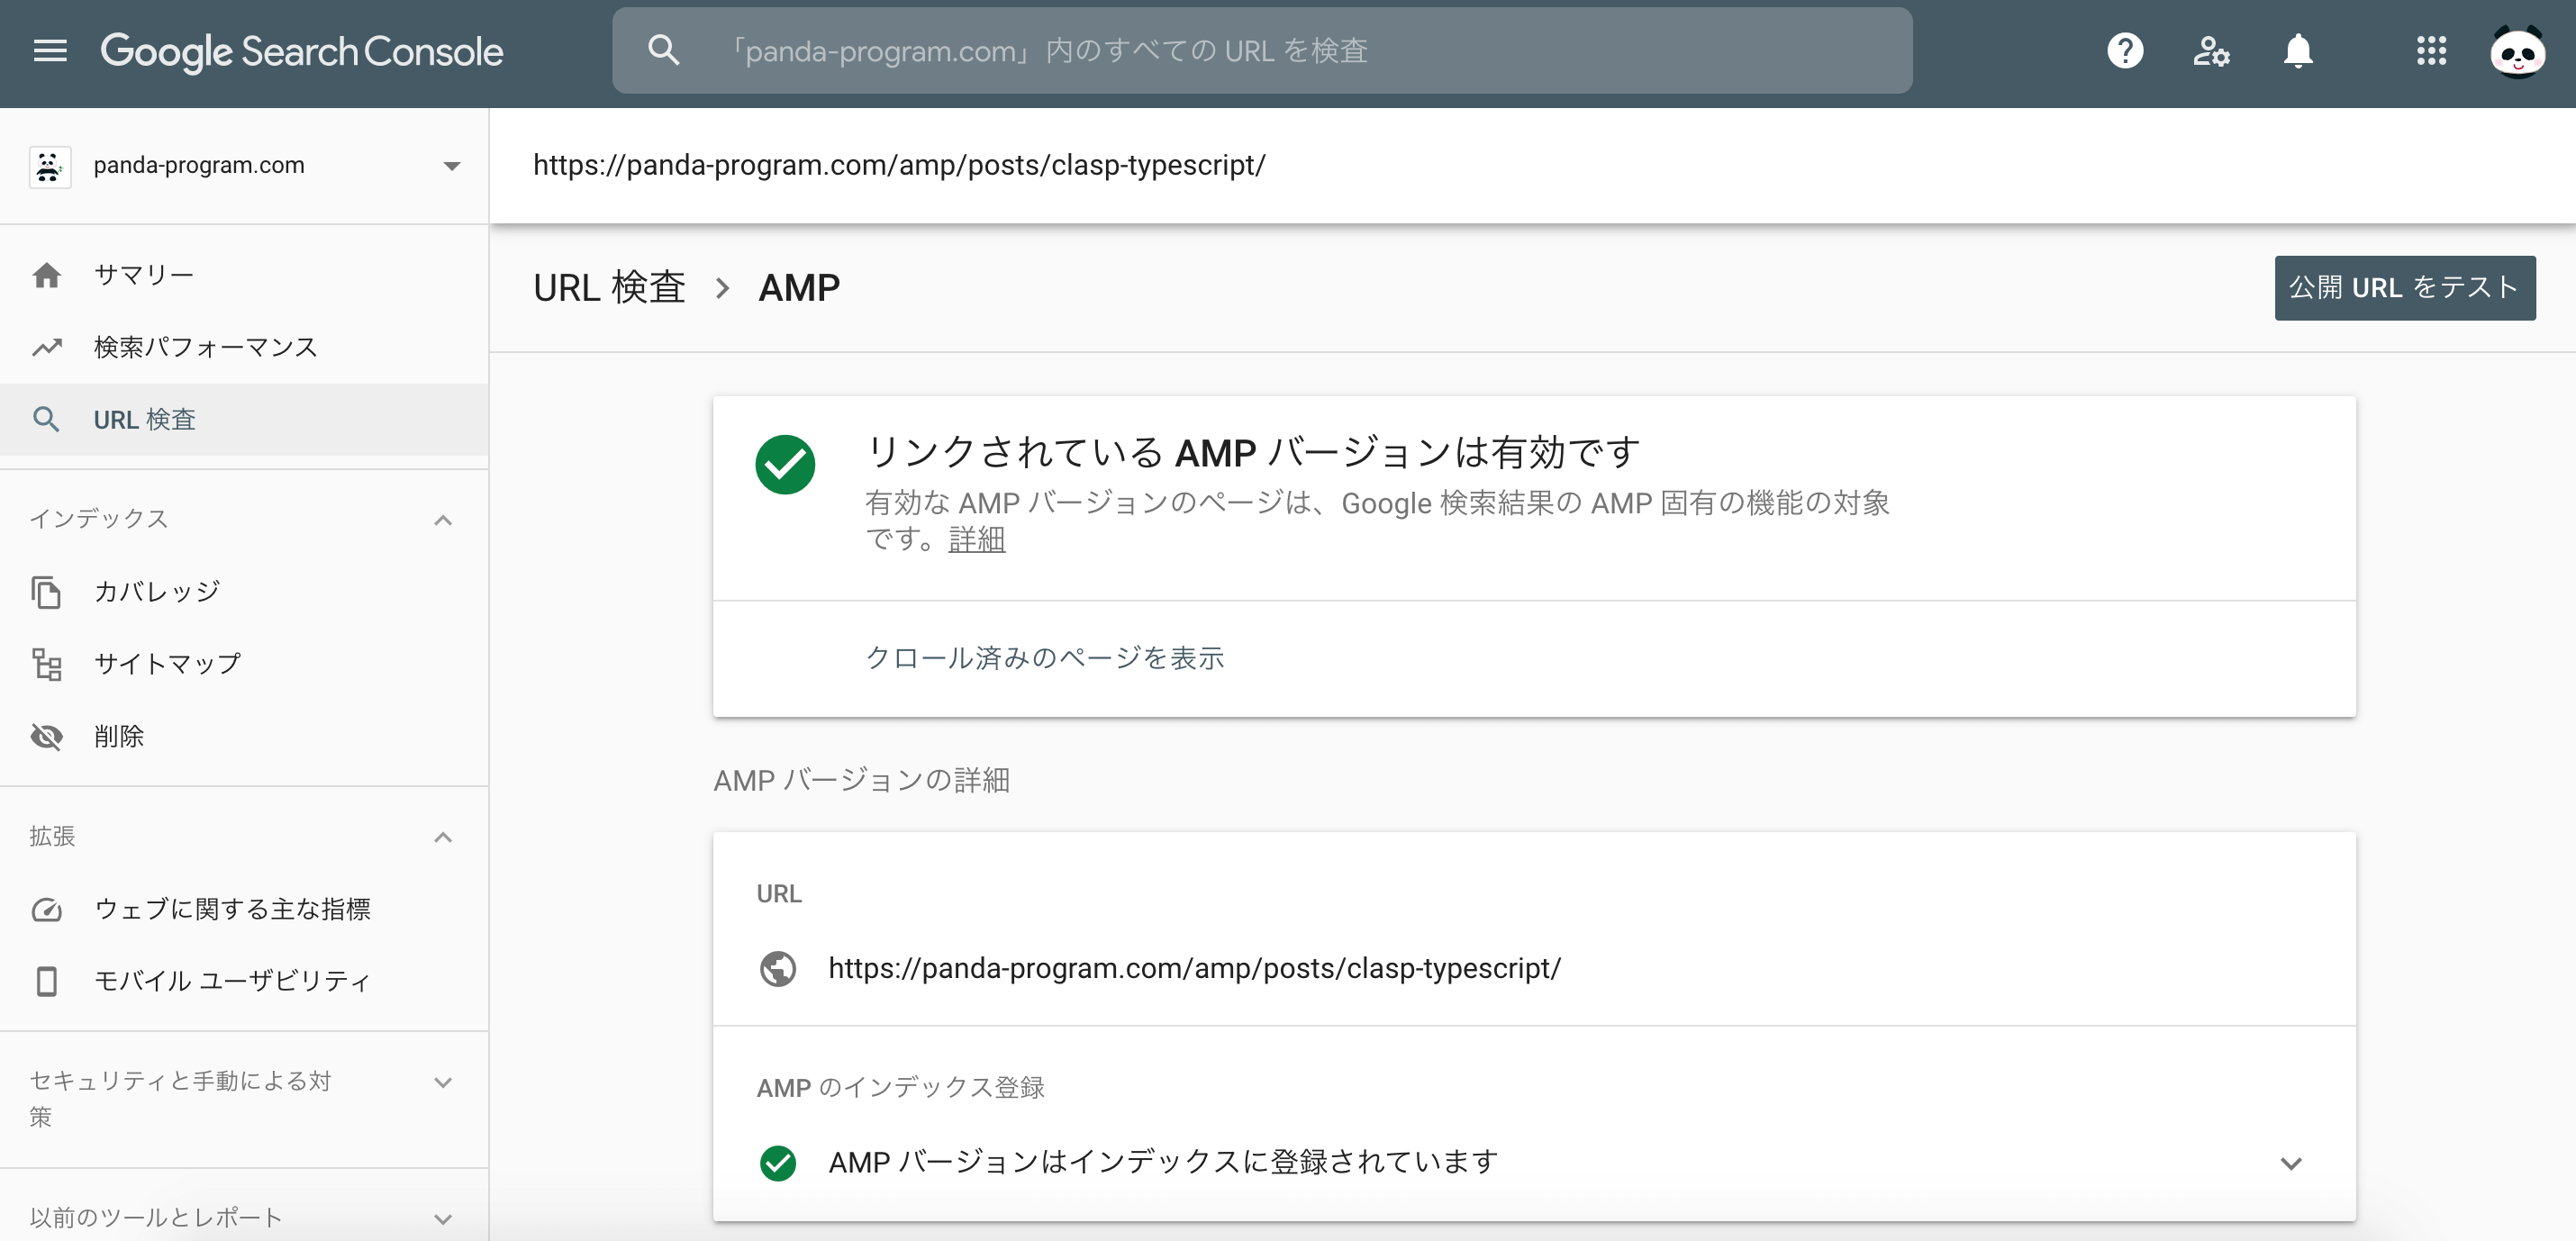 Google Search Console
「panda-program.com」内のすべての URL を検査
panda-program.com
https://panda-program.com/amp/posts/clasp-typescript/
サマリー
検索パフォーマンス
URL 検査
インデックス
カバレッジ
サイトマップ
削除
拡張
ウェブに関する主な指標
モバイル ユーザビリティ
セキュリティと手動による対
策
以前のツールとレポート
URL 検査 › AMP
公開 URL をテスト
リンクされている AMP バージョンは有効です
有効な AMP バージョンのページは、Google 検索結果の AMP 固有の機能の対象
です。詳細
クロール済みのページを表示
AMP バージョンの詳細
URL
https://panda-program.com/amp/posts/clasp-typescript/
AMP のインデックス登録
AMP バージョンはインデックスに登録されています